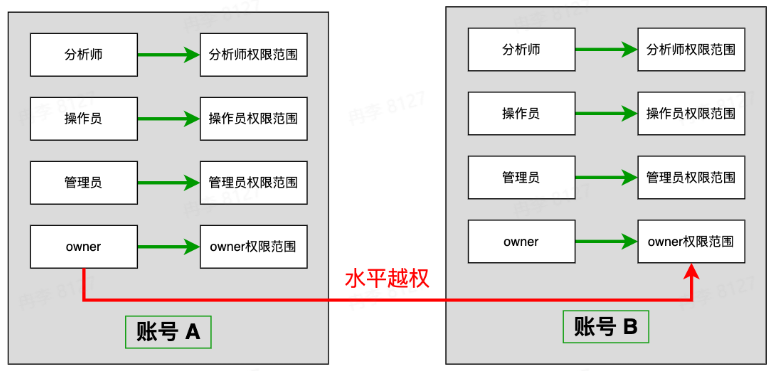 分析师
分析师权限范围
操作员
操作员权限范围
管理员
管理员权限范围
owner
owner权限范围
账号 A
水平越权
分析师
分析师权限范围
操作员
操作员权限范围
管理员
管理员权限范围
owner
owner权限范围
账号 B
冉李 8127